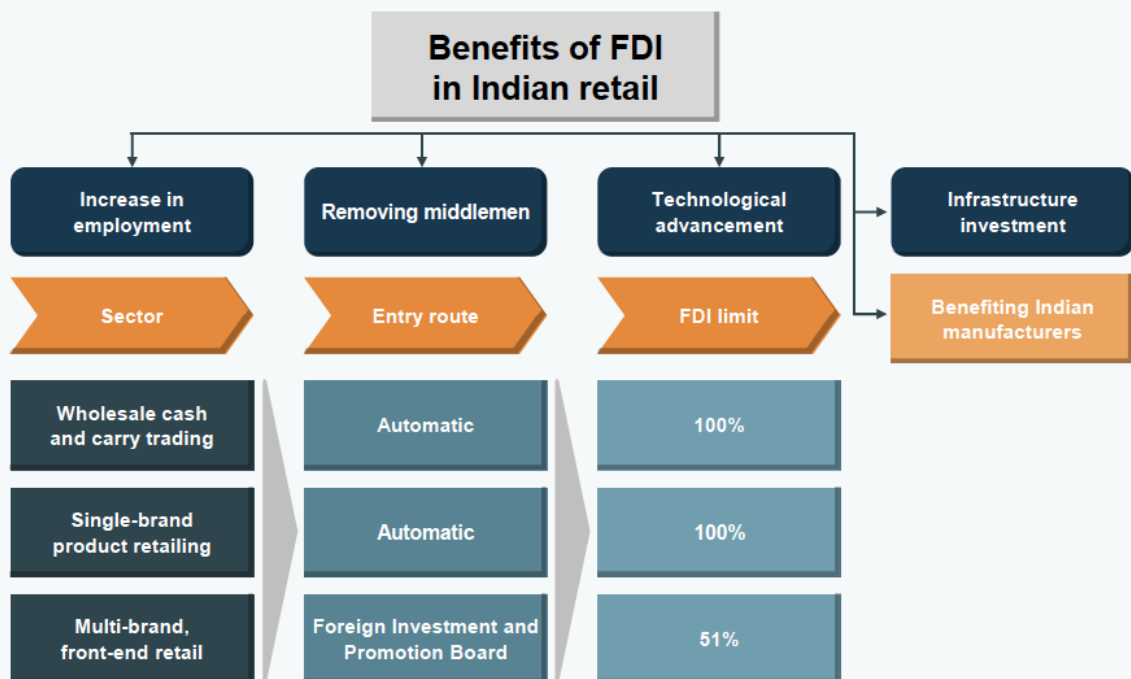 Benefits of FDI
in Indian retail
Increase in
employment
Removing middlemen
Technological
advancement
Infrastructure
investment
Sector
Entry route
FDI limit
Benefiting Indian
manufacturers
Wholesale cash
and carry trading
Automatic
100%
Single-brand
product retailing
Automatic
100%
Multi-brand,
front-end retail
Foreign Investment and
Promotion Board
51%